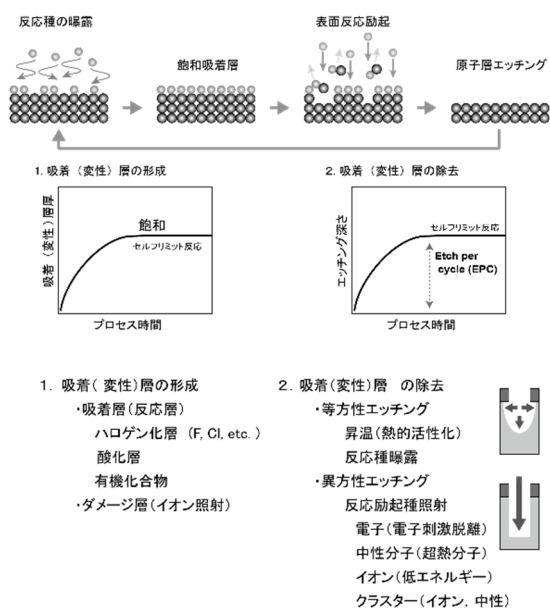 反応種の曝露
飽和吸着層
表面反応励起
原子層エッチング
1. 吸着（変性）層の形成
2. 吸着（変性）層の除去
吸着（変性）層厚
飽和
セルフリミット反応
プロセス時間
エッチング深さ
セルフリミット反応
Etch per
cycle (EPC)
プロセス時間
1. 吸着(変性)層の形成
・吸着層(反応層)
ハロゲン化層 (F, Cl, etc.)
酸化層
有機化合物
・ダメージ層(イオン照射)
2. 吸着(変性)層 の除去
・等方性エッチング
昇温(熱的活性化)
反応種曝露
・異方性エッチング
反応励起種照射
電子(電子刺激脱離)
中性分子(超熱分子)
イオン(低エネルギー)
クラスター(イオン, 中性)